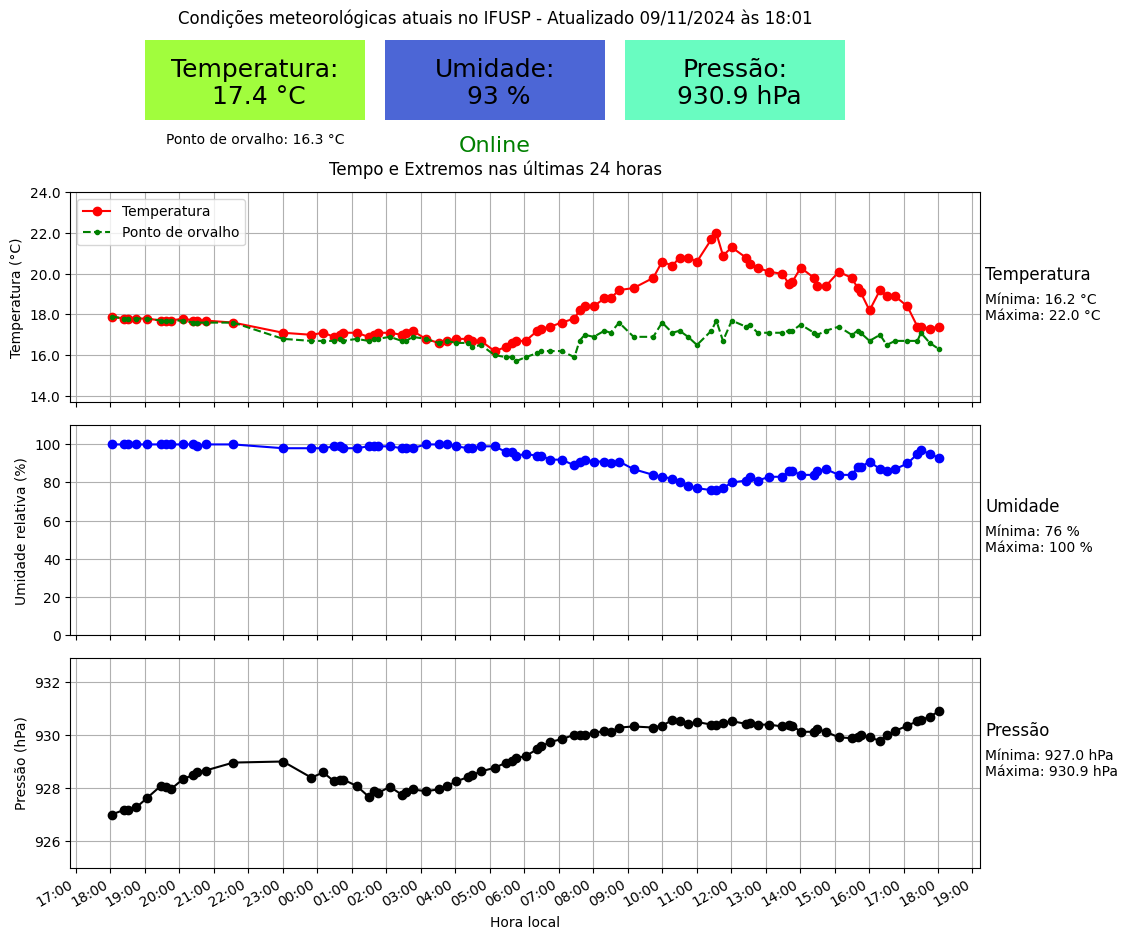 Condições meteorológicas atuais no IFUSP - Atualizado 09/11/2024 às 18:01
Temperatura:
17.4 °C
Umidade:
93 %
Pressão:
930.9 hPa
Ponto de orvalho: 16.3 °C
Online
Tempo e Extremos nas últimas 24 horas
Temperatura (°C)
24.0
22.0
20.0
18.0
16.0
14.0
Temperatura
Ponto de orvalho
Temperatura
Mínima: 16.2 °C
Máxima: 22.0 °C
Umidade relativa (%)
100
80
60
40
20
0
Umidade
Mínima: 76 %
Máxima: 100 %
Pressão (hPa)
932
930
928
926
Pressão
Mínima: 927.0 hPa
Máxima: 930.9 hPa
17:00 18:00 19:00 20:00 21:00 22:00 23:00 00:00 01:00 02:00 03:00 04:00 05:00 06:00 07:00 08:00 09:00 10:00 11:00 12:00 13:00 14:00 15:00 16:00 17:00 18:00 19:00
Hora local